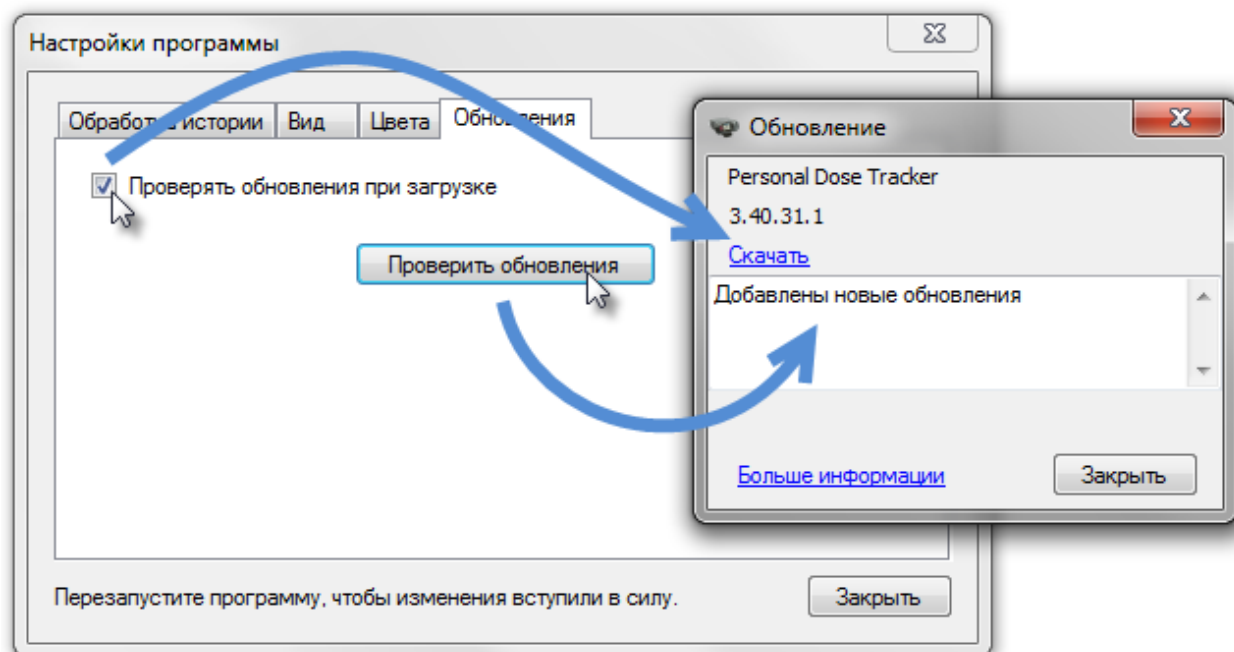 Настройки программы
Обработка истории
Вид
Цвета
Обновления
Проверять обновления при загрузке
Проверить обновления
Перезапустите программу, чтобы изменения вступили в силу.
Закрыть
Обновление
Personal Dose Tracker
3.40.31.1
Скачать
Добавлены новые обновления
Больше информации
Закрыть